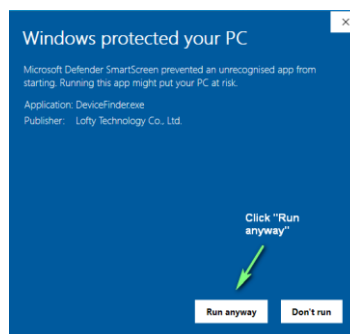 Windows protected your PC
Microsoft Defender SmartScreen prevented an unrecognised app from
starting. Running this app might put your PC at risk.
Application: DeviceFinder.exe
Publisher: Lofty Technology Co., Ltd.
Click "Run
anyway"
Run anyway Don't run